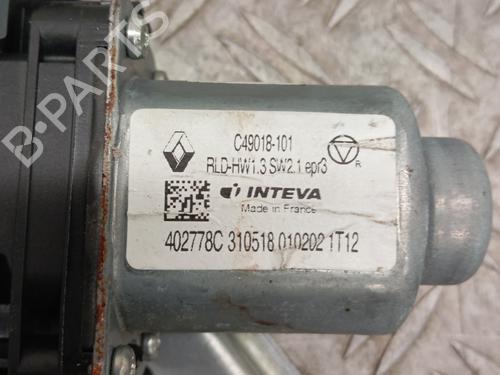 B-PARTS
C49018-101
RLD-HW1.3 SW2.1 epr3
R
INTEVA
Made in France
402778C 310518 010202 1T12